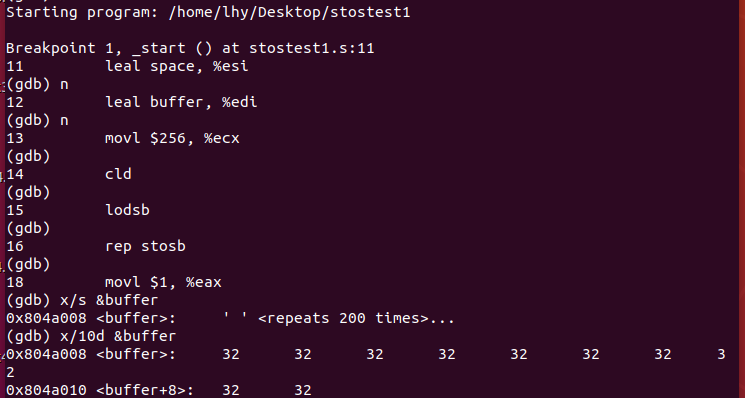 Starting program: /home/lhy/Desktop/stostest1
Breakpoint 1, _start () at stostest1.s:11
11 leal space, %esi
(gdb) n
12 leal buffer, %edi
(gdb) n
13 movl $256, %ecx
(gdb)
14 cld
(gdb)
15 lodsb
(gdb)
16 rep stosb
(gdb)
18 movl $1, %eax
(gdb) x/s &buffer
0x804a008 <buffer>: ' ' <repeats 200 times>...
(gdb) x/10d &buffer
0x804a008 <buffer>: 32 32 32 32 32 32 32 3
2
0x804a010 <buffer+8>: 32 32